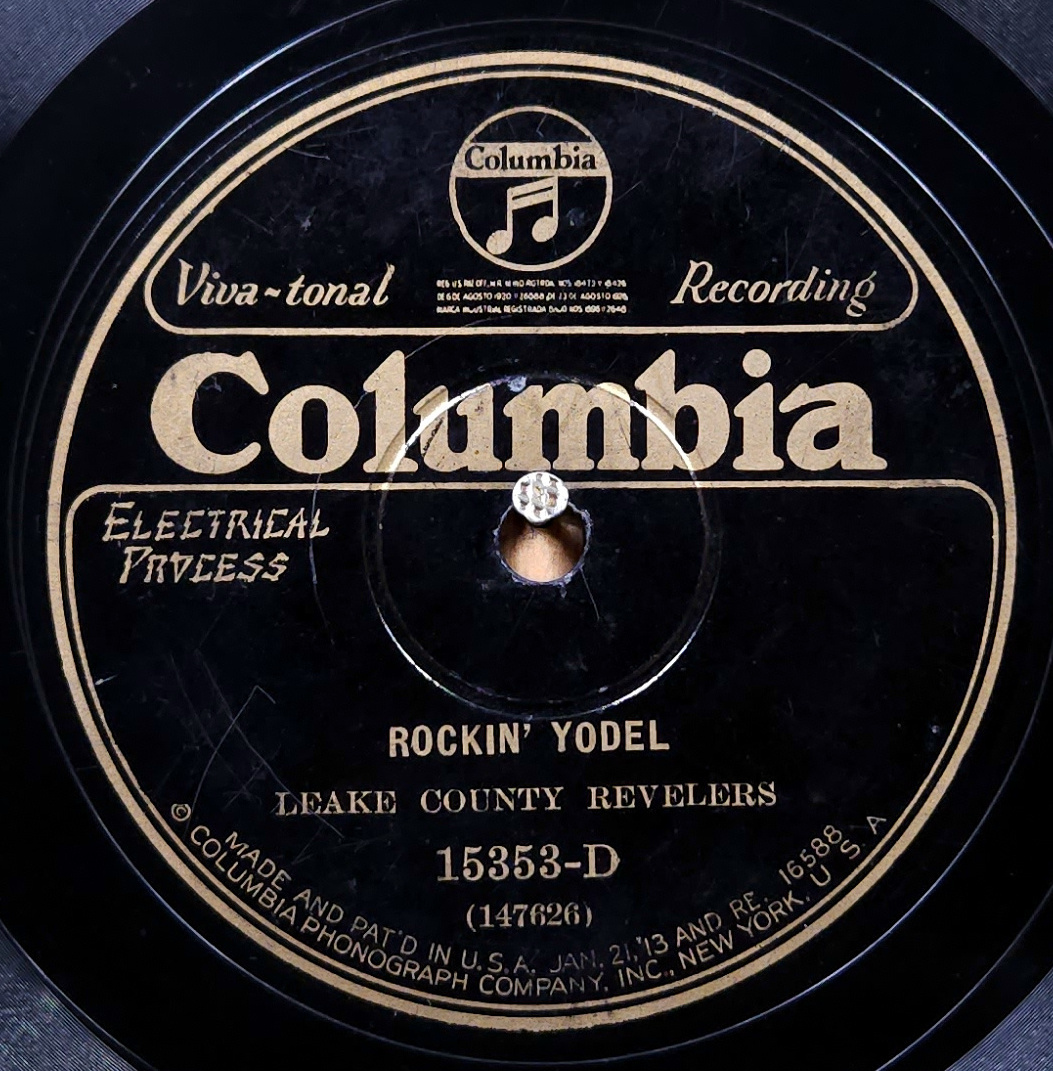 Columbia
Viva-tonal
Recording
Columbia
ELECTRICAL
PROCESS
ROCKIN' YODEL
LEAKE COUNTY REVELERS
15353-D
(147626)
MADE AND PAT'D IN U.S.A. JAN. 21,'13 AND RE. 16588
© COLUMBIA PHONOGRAPH COMPANY, INC., NEW YORK, U.S.A